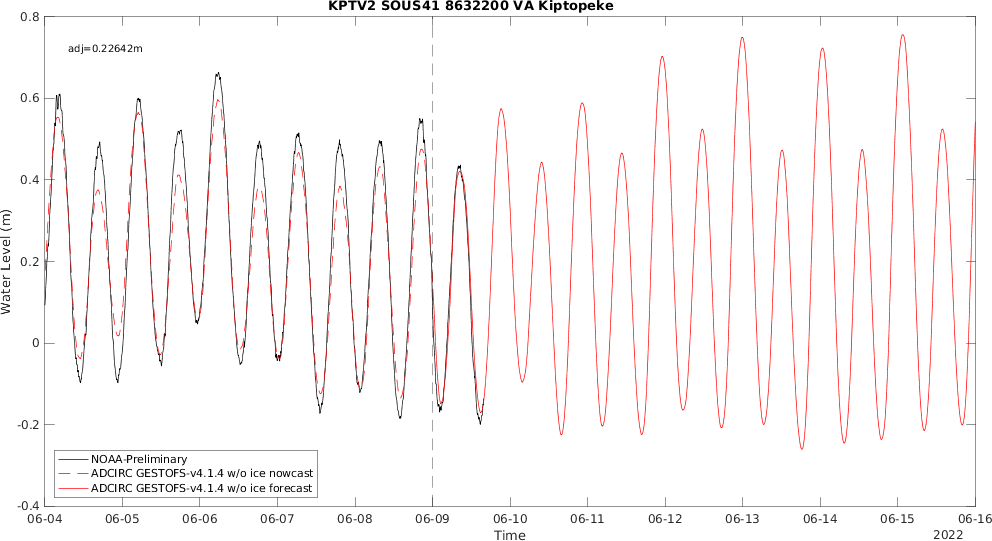 KPTV2 SOUS41 8632200 VA Kiptopeke
adj=0.22642m
0.8
0.6
0.4
0.2
0
-0.2
-0.4
Water Level (m)
NOAA-Preliminary
ADCIRC GESTOFS-v4.1.4 w/o ice nowcast
ADCIRC GESTOFS-v4.1.4 w/o ice forecast
06-04 06-05 06-06 06-07 06-08 06-09 06-10 06-11 06-12 06-13 06-14 06-15 06-16
Time
2022